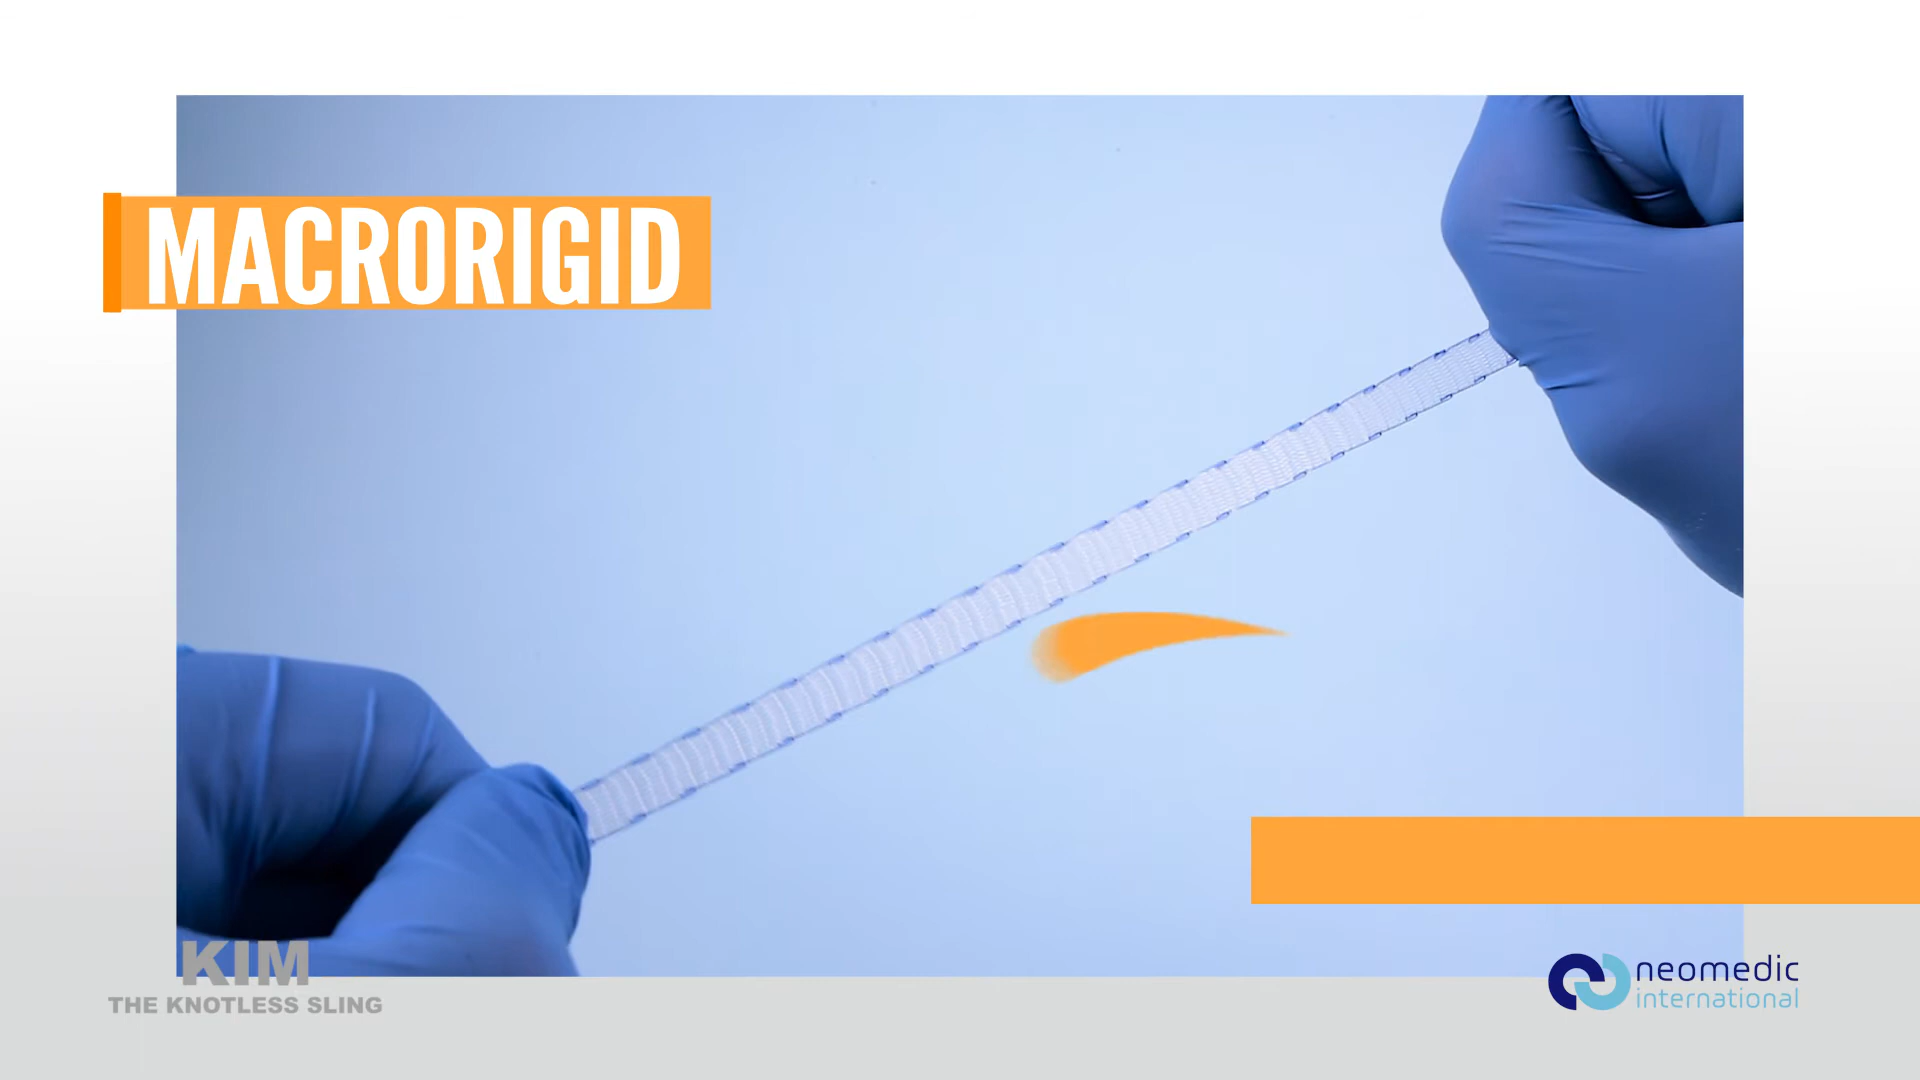 MACRORIGID
KIM
THE KNOTLESS SLING
neomedic
international